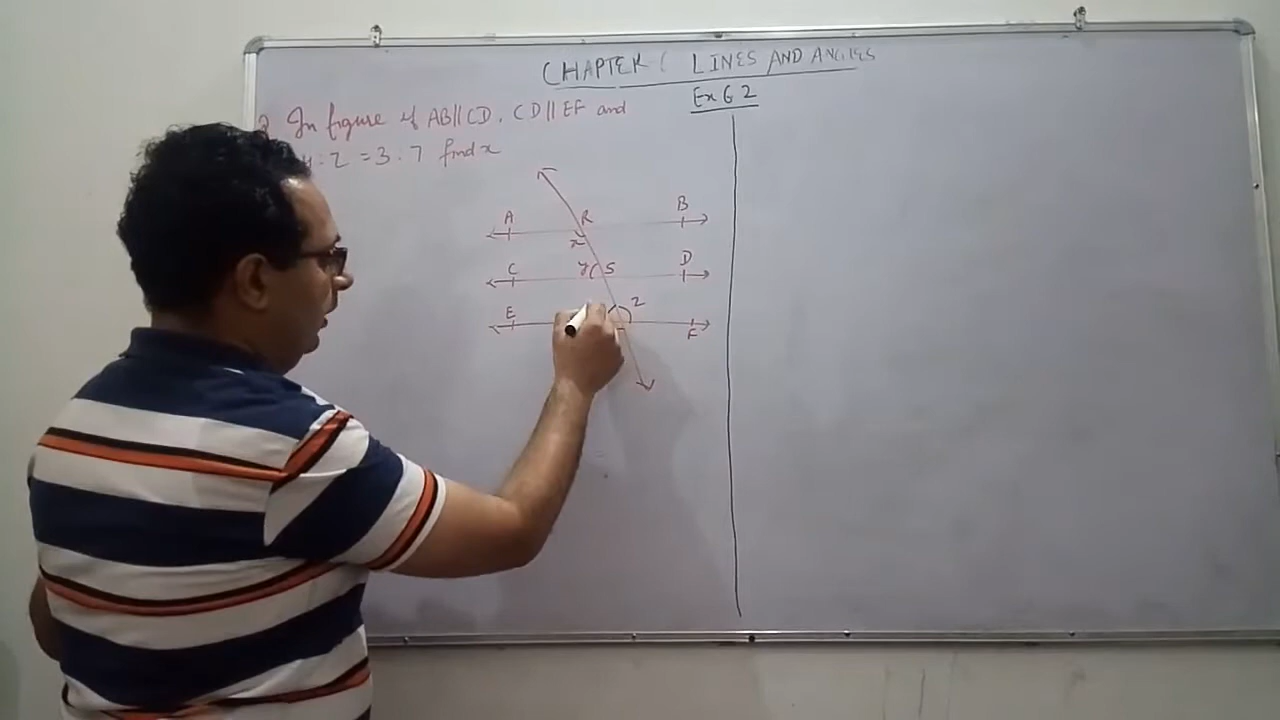 CHAPTER 6 LINES AND ANGLES
Ex 6.2
2. In figure if AB||CD, CD||EF and
y:z = 3:7 find x
A R B
x
C y S D
z
E F